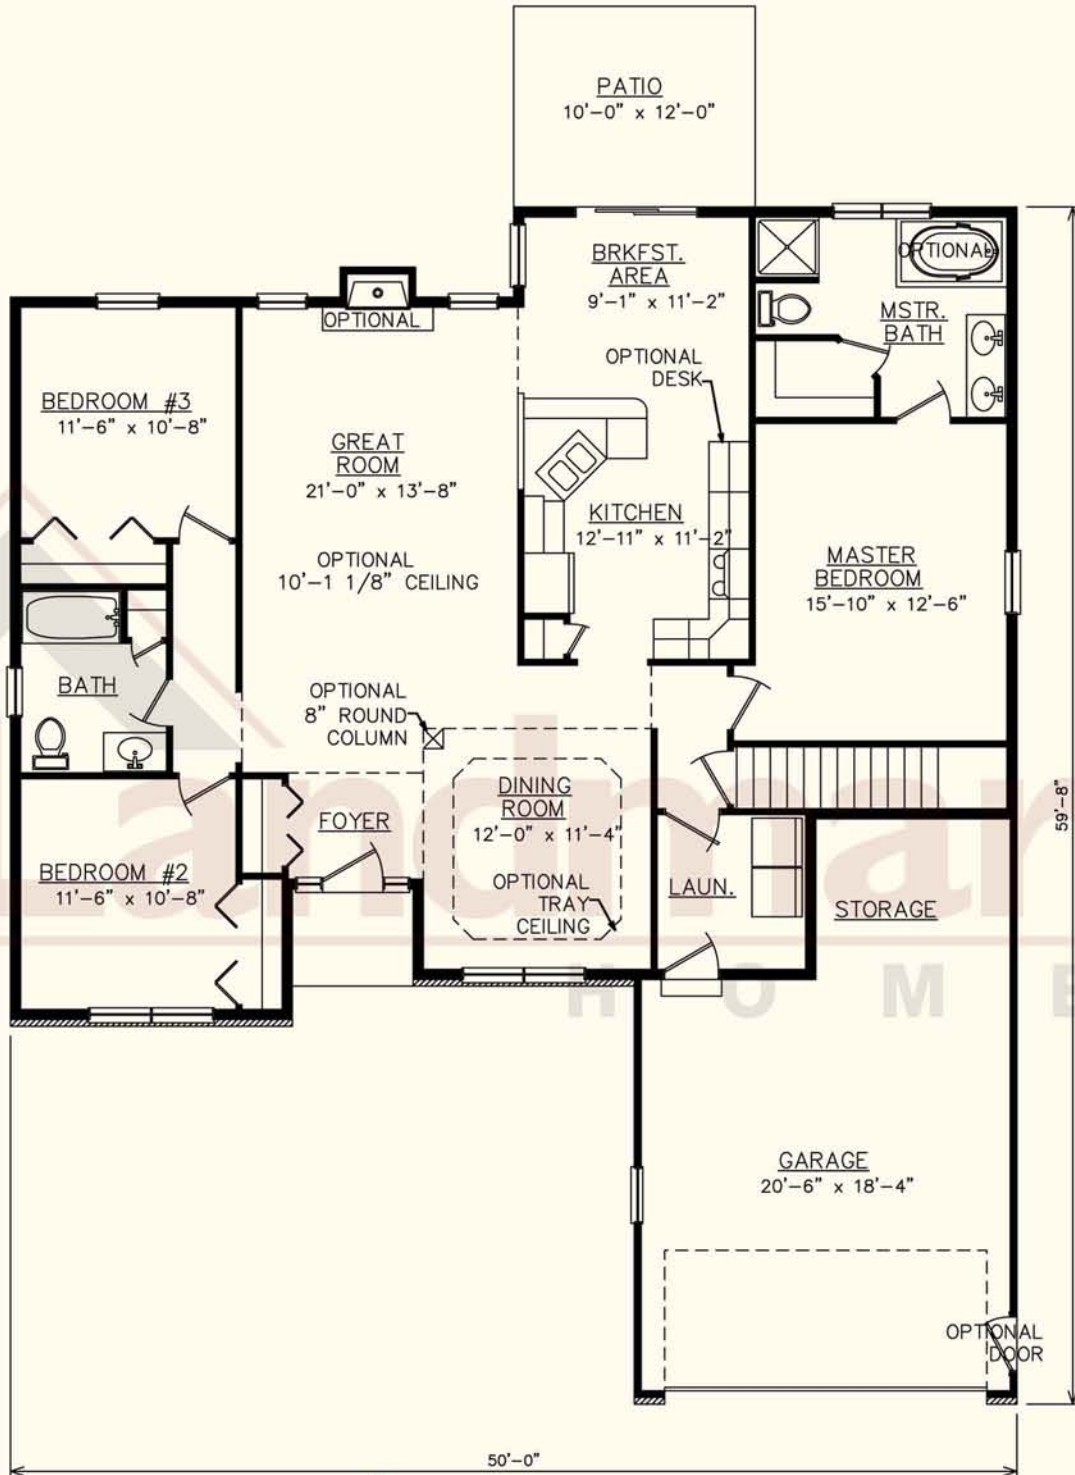 PATIO
10'-0" x 12'-0"
BRKFST.
AREA
9'-1" x 11'-2"
OPTIONAL
MSTR.
BATH
OPTIONAL
OPTIONAL
DESK
BEDROOM #3
11'-6" x 10'-8"
GREAT
ROOM
21'-0" x 13'-8"
KITCHEN
12'-11" x 11'-2"
OPTIONAL
10'-1 1/8" CEILING
MASTER
BEDROOM
15'-10" x 12'-6"
BATH
OPTIONAL
8" ROUND
COLUMN
DINING
ROOM
12'-0" x 11'-4"
FOYER
59'-8"
BEDROOM #2
11'-6" x 10'-8"
OPTIONAL
TRAY
CEILING
LAUN.
STORAGE
Landmar
HOME
GARAGE
20'-6" x 18'-4"
OPTIONAL
DOOR
50'-0"